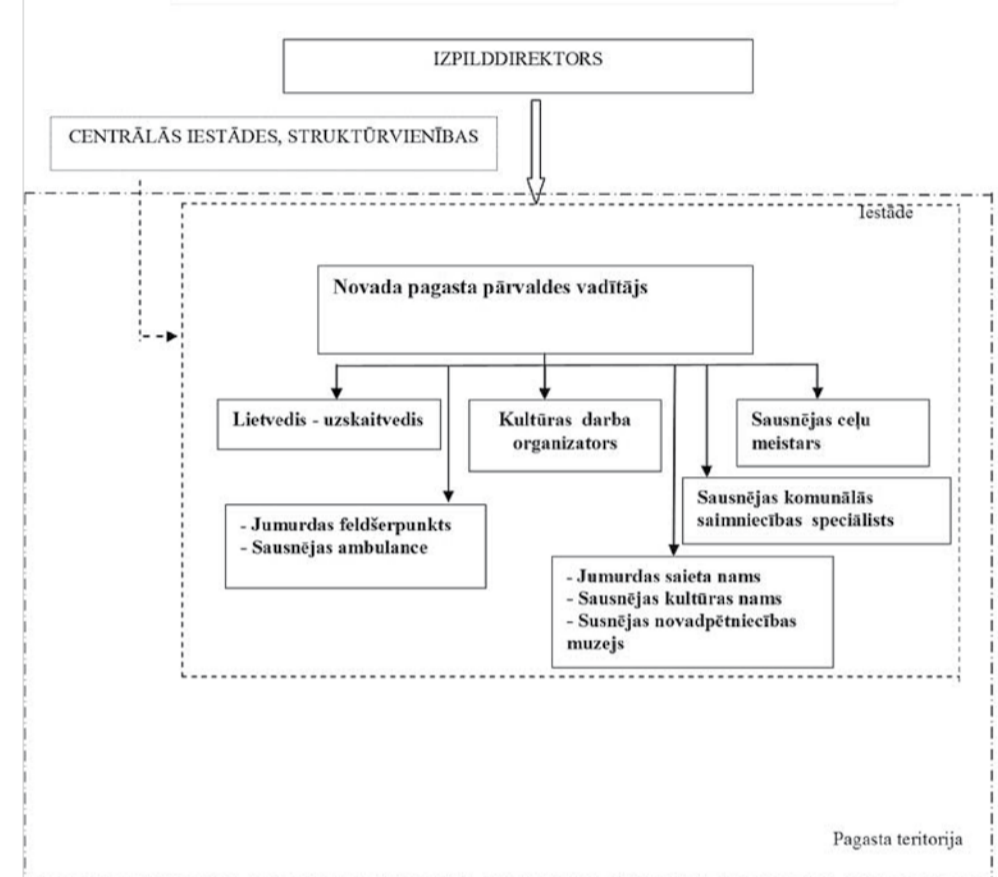 IZPILDDIREKTORS
CENTRĀLĀS IESTĀDES, STRUKTŪRVIENĪBAS
Iestāde
Novada pagasta pārvaldes vadītājs
Lietvedis - uzskaitvedis
Kultūras darba
organizators
Sausnējas ceļu
meistars
Sausnējas komunālās
saimniecības speciālists
- Jumurdas feldšerpunkts
- Sausnējas ambulance
- Jumurdas saieta nams
- Sausnējas kultūras nams
- Susnējas novadpētniecības
muzejs
Pagasta teritorija